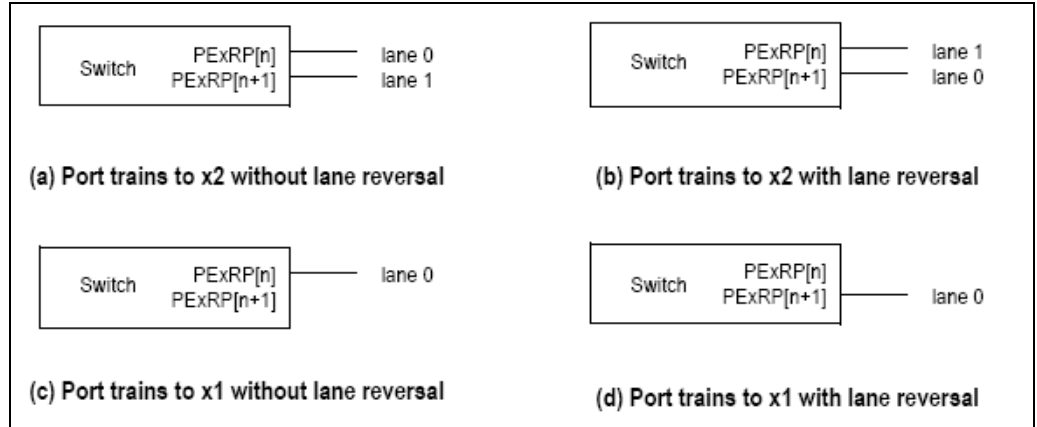 Switch
PExRP[n]
PExRP[n+1]
lane 0
lane 1
(a) Port trains to x2 without lane reversal
Switch
PExRP[n]
PExRP[n+1]
lane 1
lane 0
(b) Port trains to x2 with lane reversal
Switch
PExRP[n]
PExRP[n+1]
lane 0
(c) Port trains to x1 without lane reversal
Switch
PExRP[n]
PExRP[n+1]
lane 0
(d) Port trains to x1 with lane reversal